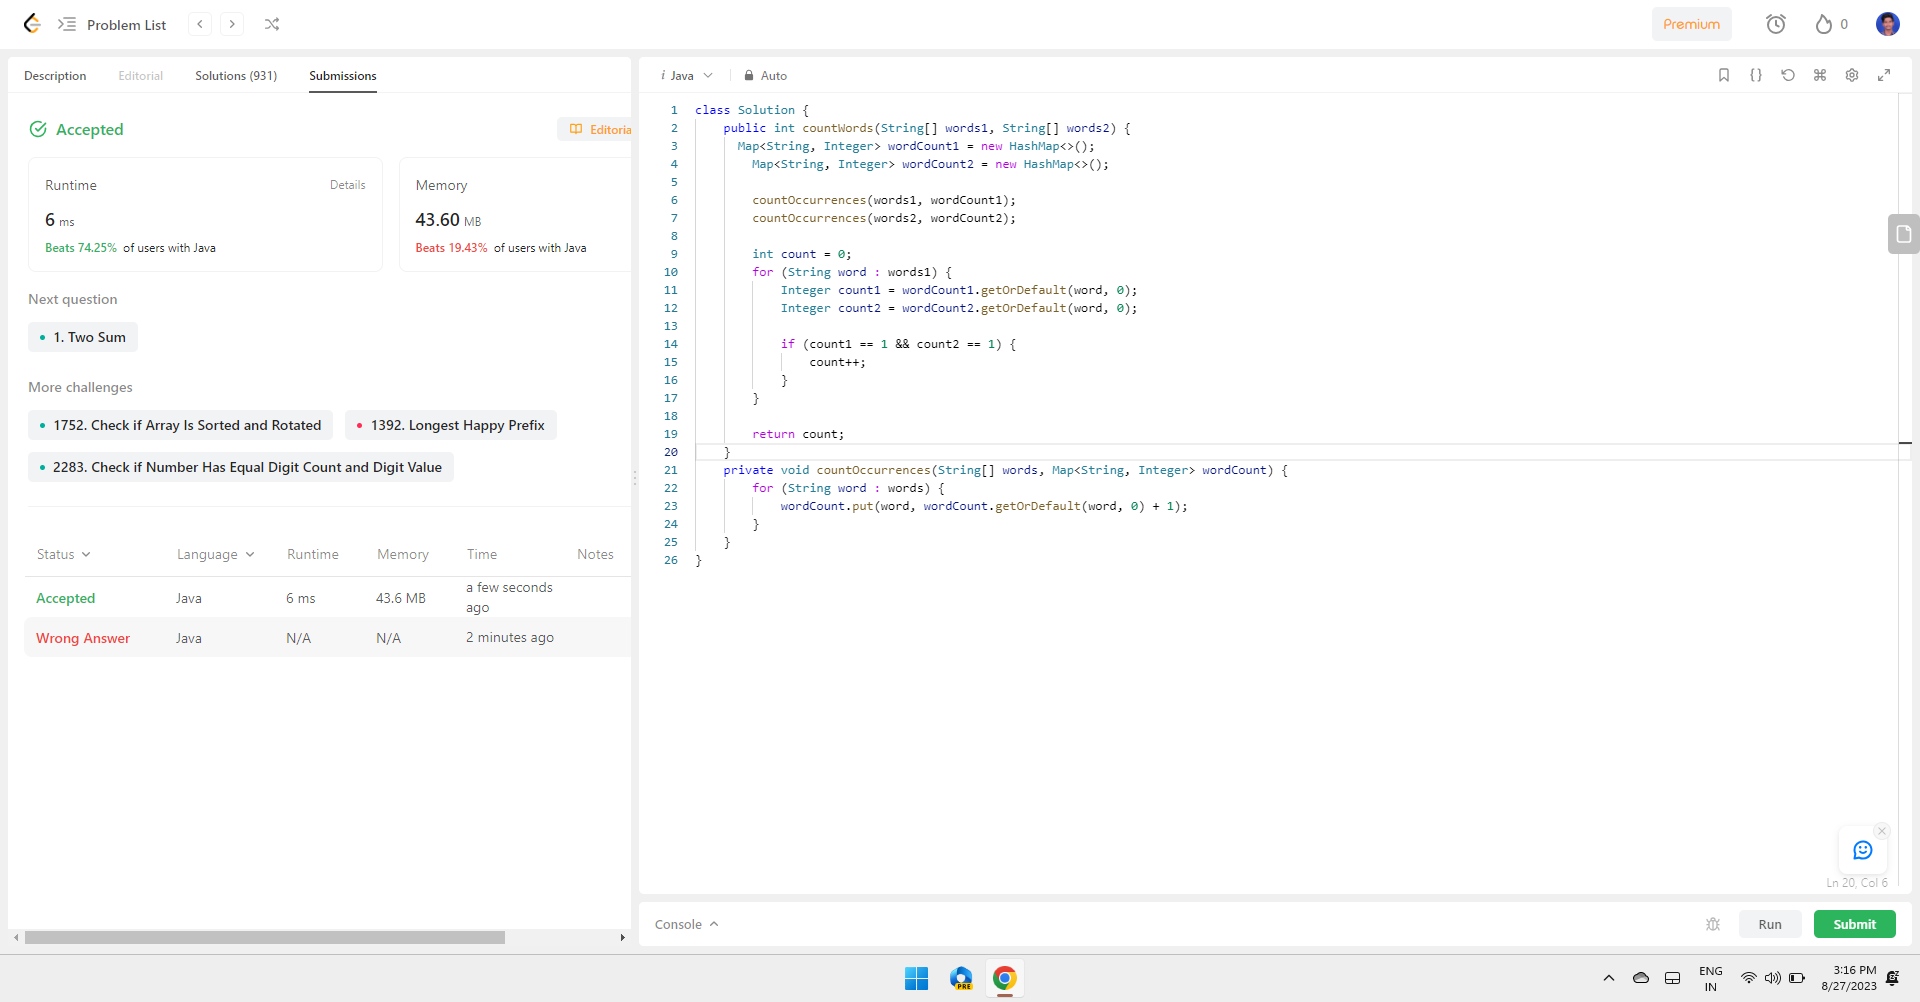 Problem List
Premium
0
Description Editorial Solutions (931) Submissions
Accepted
Editoria
Runtime Details
6 ms
Beats 74.25% of users with Java
Memory
43.60 MB
Beats 19.43% of users with Java
Next question
1. Two Sum
More challenges
1752. Check if Array Is Sorted and Rotated
1392. Longest Happy Prefix
2283. Check if Number Has Equal Digit Count and Digit Value
Status Language Runtime Memory Time Notes
Accepted Java 6 ms 43.6 MB a few seconds ago
Wrong Answer Java N/A N/A 2 minutes ago
i Java Auto
1 class Solution {
2 public int countWords(String[] words1, String[] words2) {
3 Map<String, Integer> wordCount1 = new HashMap<>();
4 Map<String, Integer> wordCount2 = new HashMap<>();
5
6 countOccurrences(words1, wordCount1);
7 countOccurrences(words2, wordCount2);
8
9 int count = 0;
10 for (String word : words1) {
11 Integer count1 = wordCount1.getOrDefault(word, 0);
12 Integer count2 = wordCount2.getOrDefault(word, 0);
13
14 if (count1 == 1 && count2 == 1) {
15 count++;
16 }
17 }
18
19 return count;
20 }
21 private void countOccurrences(String[] words, Map<String, Integer> wordCount) {
22 for (String word : words) {
23 wordCount.put(word, wordCount.getOrDefault(word, 0) + 1);
24 }
25 }
26 }
Ln 20, Col 6
Console
Run
Submit
PRE
ENG
IN
3:16 PM
8/27/2023